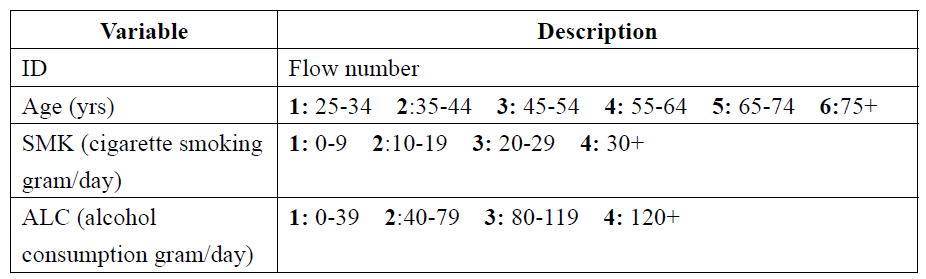 Variable Description
ID Flow number
Age (yrs) 1: 25-34 2:35-44 3: 45-54 4: 55-64 5: 65-74 6:75+
SMK (cigarette smoking 1: 0-9 2:10-19 3: 20-29 4: 30+
gram/day)
ALC (alcohol 1: 0-39 2:40-79 3: 80-119 4: 120+
consumption gram/day)